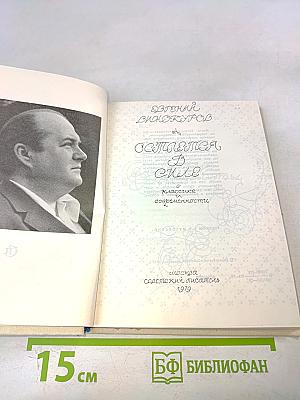 ЕВГЕНИЙ
ВИНОКУРОВ
ОСТАЕТСЯ
В
СИЛЕ
О
классике
и
современности
Москва
советский писатель
1979
15 см
БФ БИБЛИОФАН